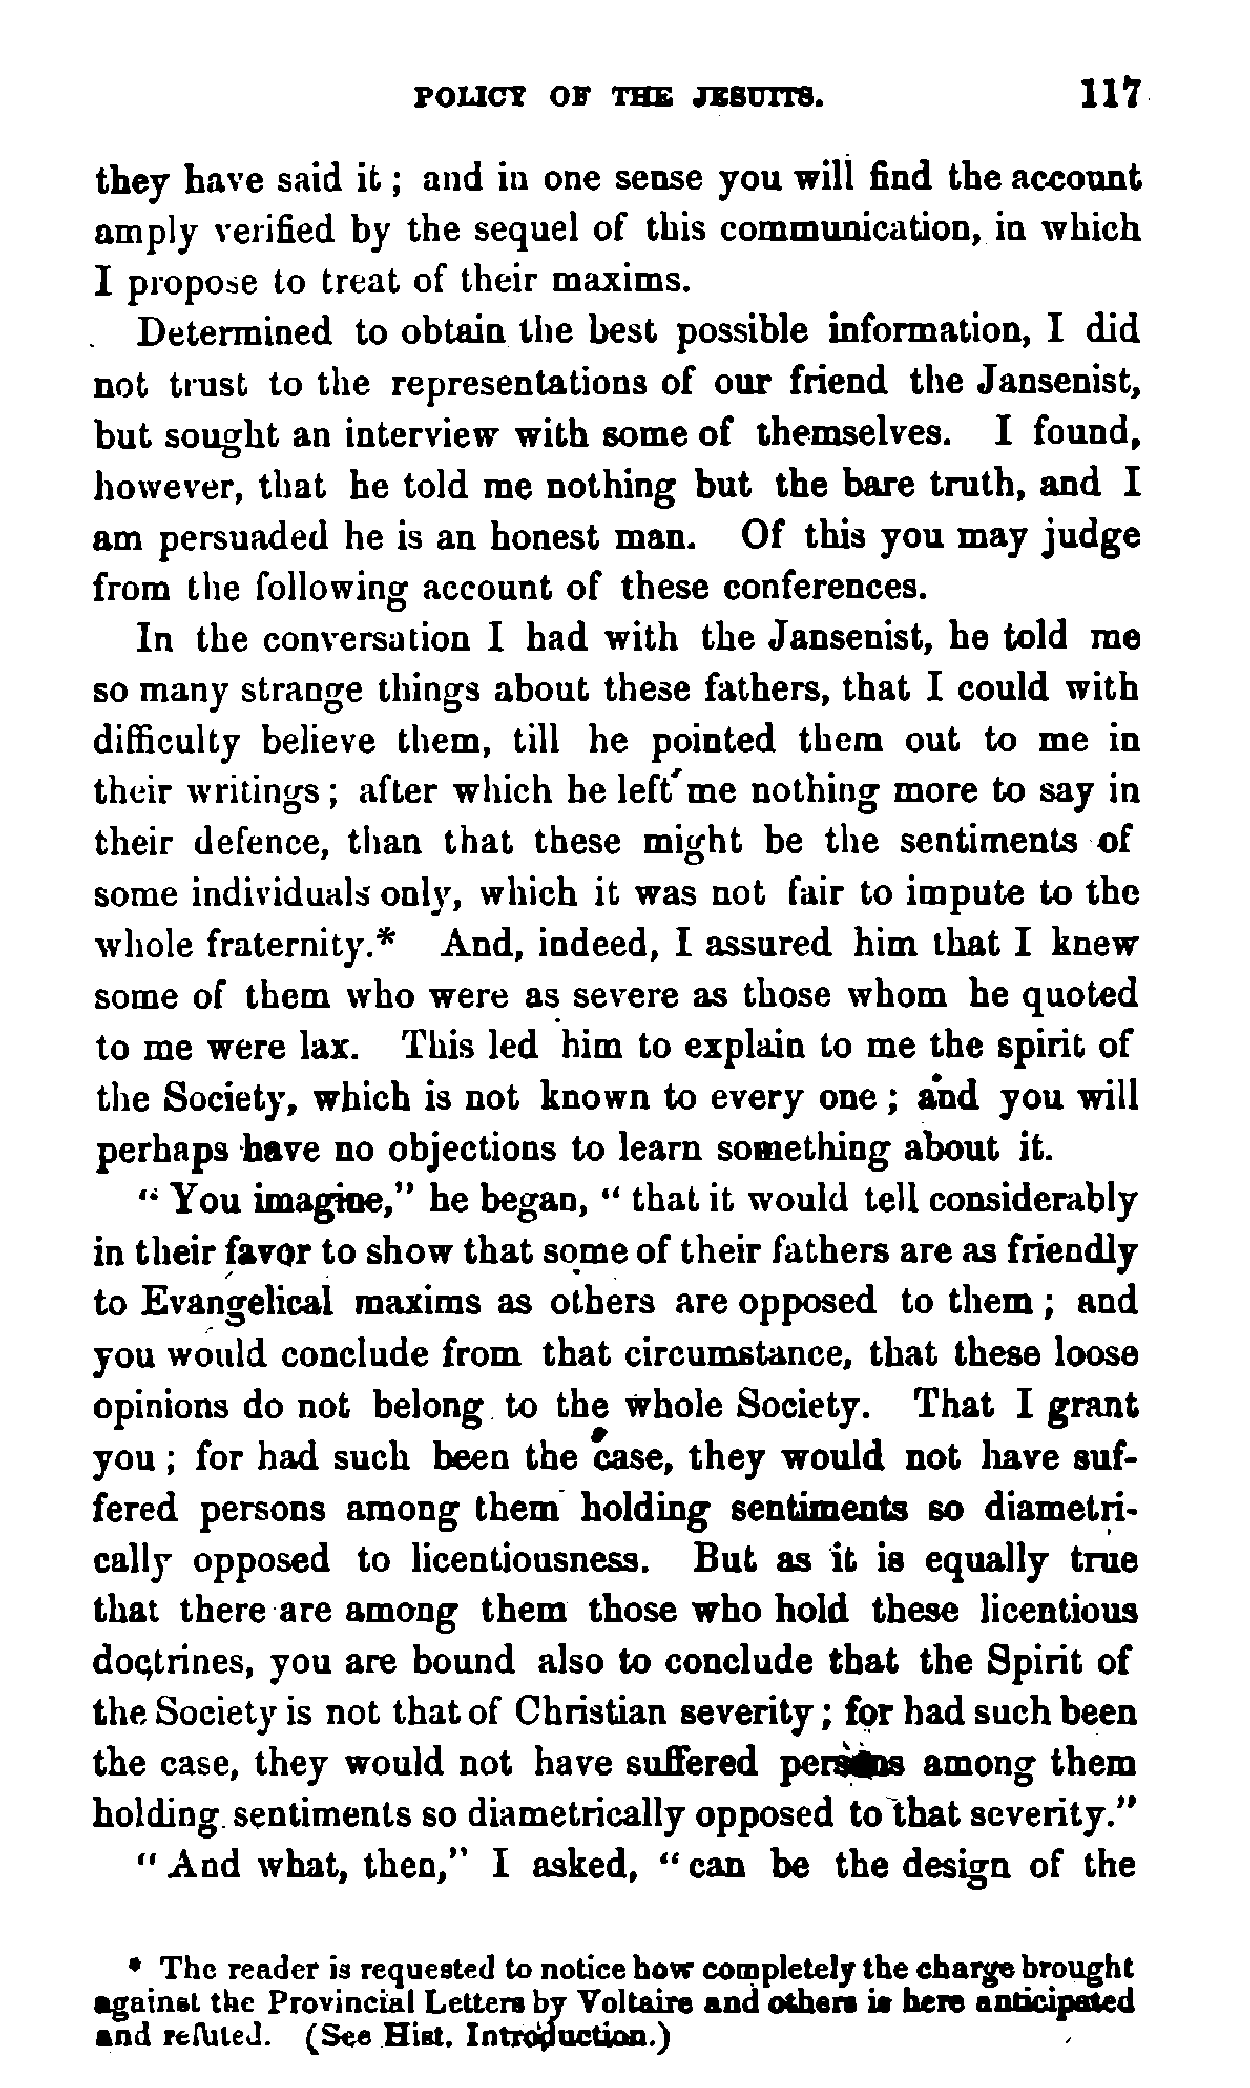 POLICY OF THE JESUITS. 117
they have said it ; and in one sense you will find the account
amply verified by the sequel of this communication, in which
I propose to treat of their maxims.
Determined to obtain the best possible information, I did
not trust to the representations of our friend the Jansenist,
but sought an interview with some of themselves. I found,
however, that he told me nothing but the bare truth, and I
am persuaded he is an honest man. Of this you may judge
from the following account of these conferences.
In the conversation I had with the Jansenist, he told me
so many strange things about these fathers, that I could with
difficulty believe them, till he pointed them out to me in
their writings ; after which he left me nothing more to say in
their defence, than that these might be the sentiments of
some individuals only, which it was not fair to impute to the
whole fraternity.* And, indeed, I assured him that I knew
some of them who were as severe as those whom he quoted
to me were lax. This led him to explain to me the spirit of
the Society, which is not known to every one ; and you will
perhaps have no objections to learn something about it.
“ You imagine,” he began, “ that it would tell considerably
in their favor to show that some of their fathers are as friendly
to Evangelical maxims as others are opposed to them ; and
you would conclude from that circumstance, that these loose
opinions do not belong to the whole Society. That I grant
you ; for had such been the case, they would not have suf-
fered persons among them holding sentiments so diametri-
cally opposed to licentiousness. But as it is equally true
that there are among them those who hold these licentious
doctrines, you are bound also to conclude that the Spirit of
the Society is not that of Christian severity ; for had such been
the case, they would not have suffered persons among them
holding sentiments so diametrically opposed to that severity.”
“ And what, then,” I asked, “ can be the design of the
* The reader is requested to notice how completely the charge brought
against the Provincial Letters by Voltaire and others is here anticipated
and refuted. (See Hist. Introduction.)